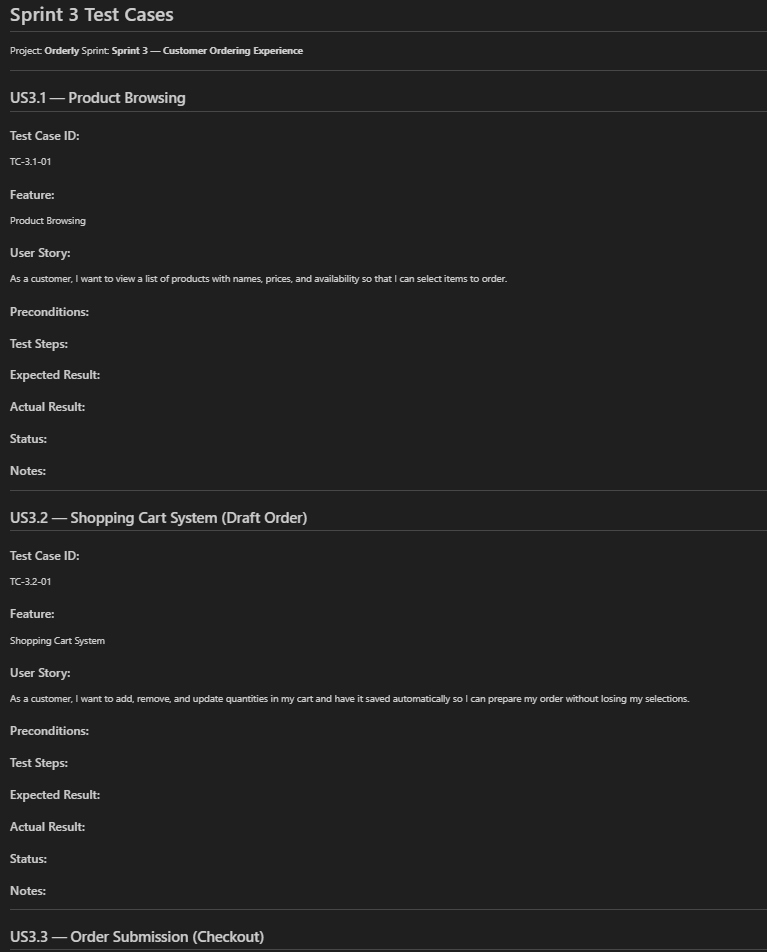 Sprint 3 Test Cases
Project: Orderly Sprint: Sprint 3 — Customer Ordering Experience
US3.1 — Product Browsing
Test Case ID:
TC-3.1-01
Feature:
Product Browsing
User Story:
As a customer, I want to view a list of products with names, prices, and availability so that I can select items to order.
Preconditions:
Test Steps:
Expected Result:
Actual Result:
Status:
Notes:
US3.2 — Shopping Cart System (Draft Order)
Test Case ID:
TC-3.2-01
Feature:
Shopping Cart System
User Story:
As a customer, I want to add, remove, and update quantities in my cart and have it saved automatically so I can prepare my order without losing my selections.
Preconditions:
Test Steps:
Expected Result:
Actual Result:
Status:
Notes:
US3.3 — Order Submission (Checkout)